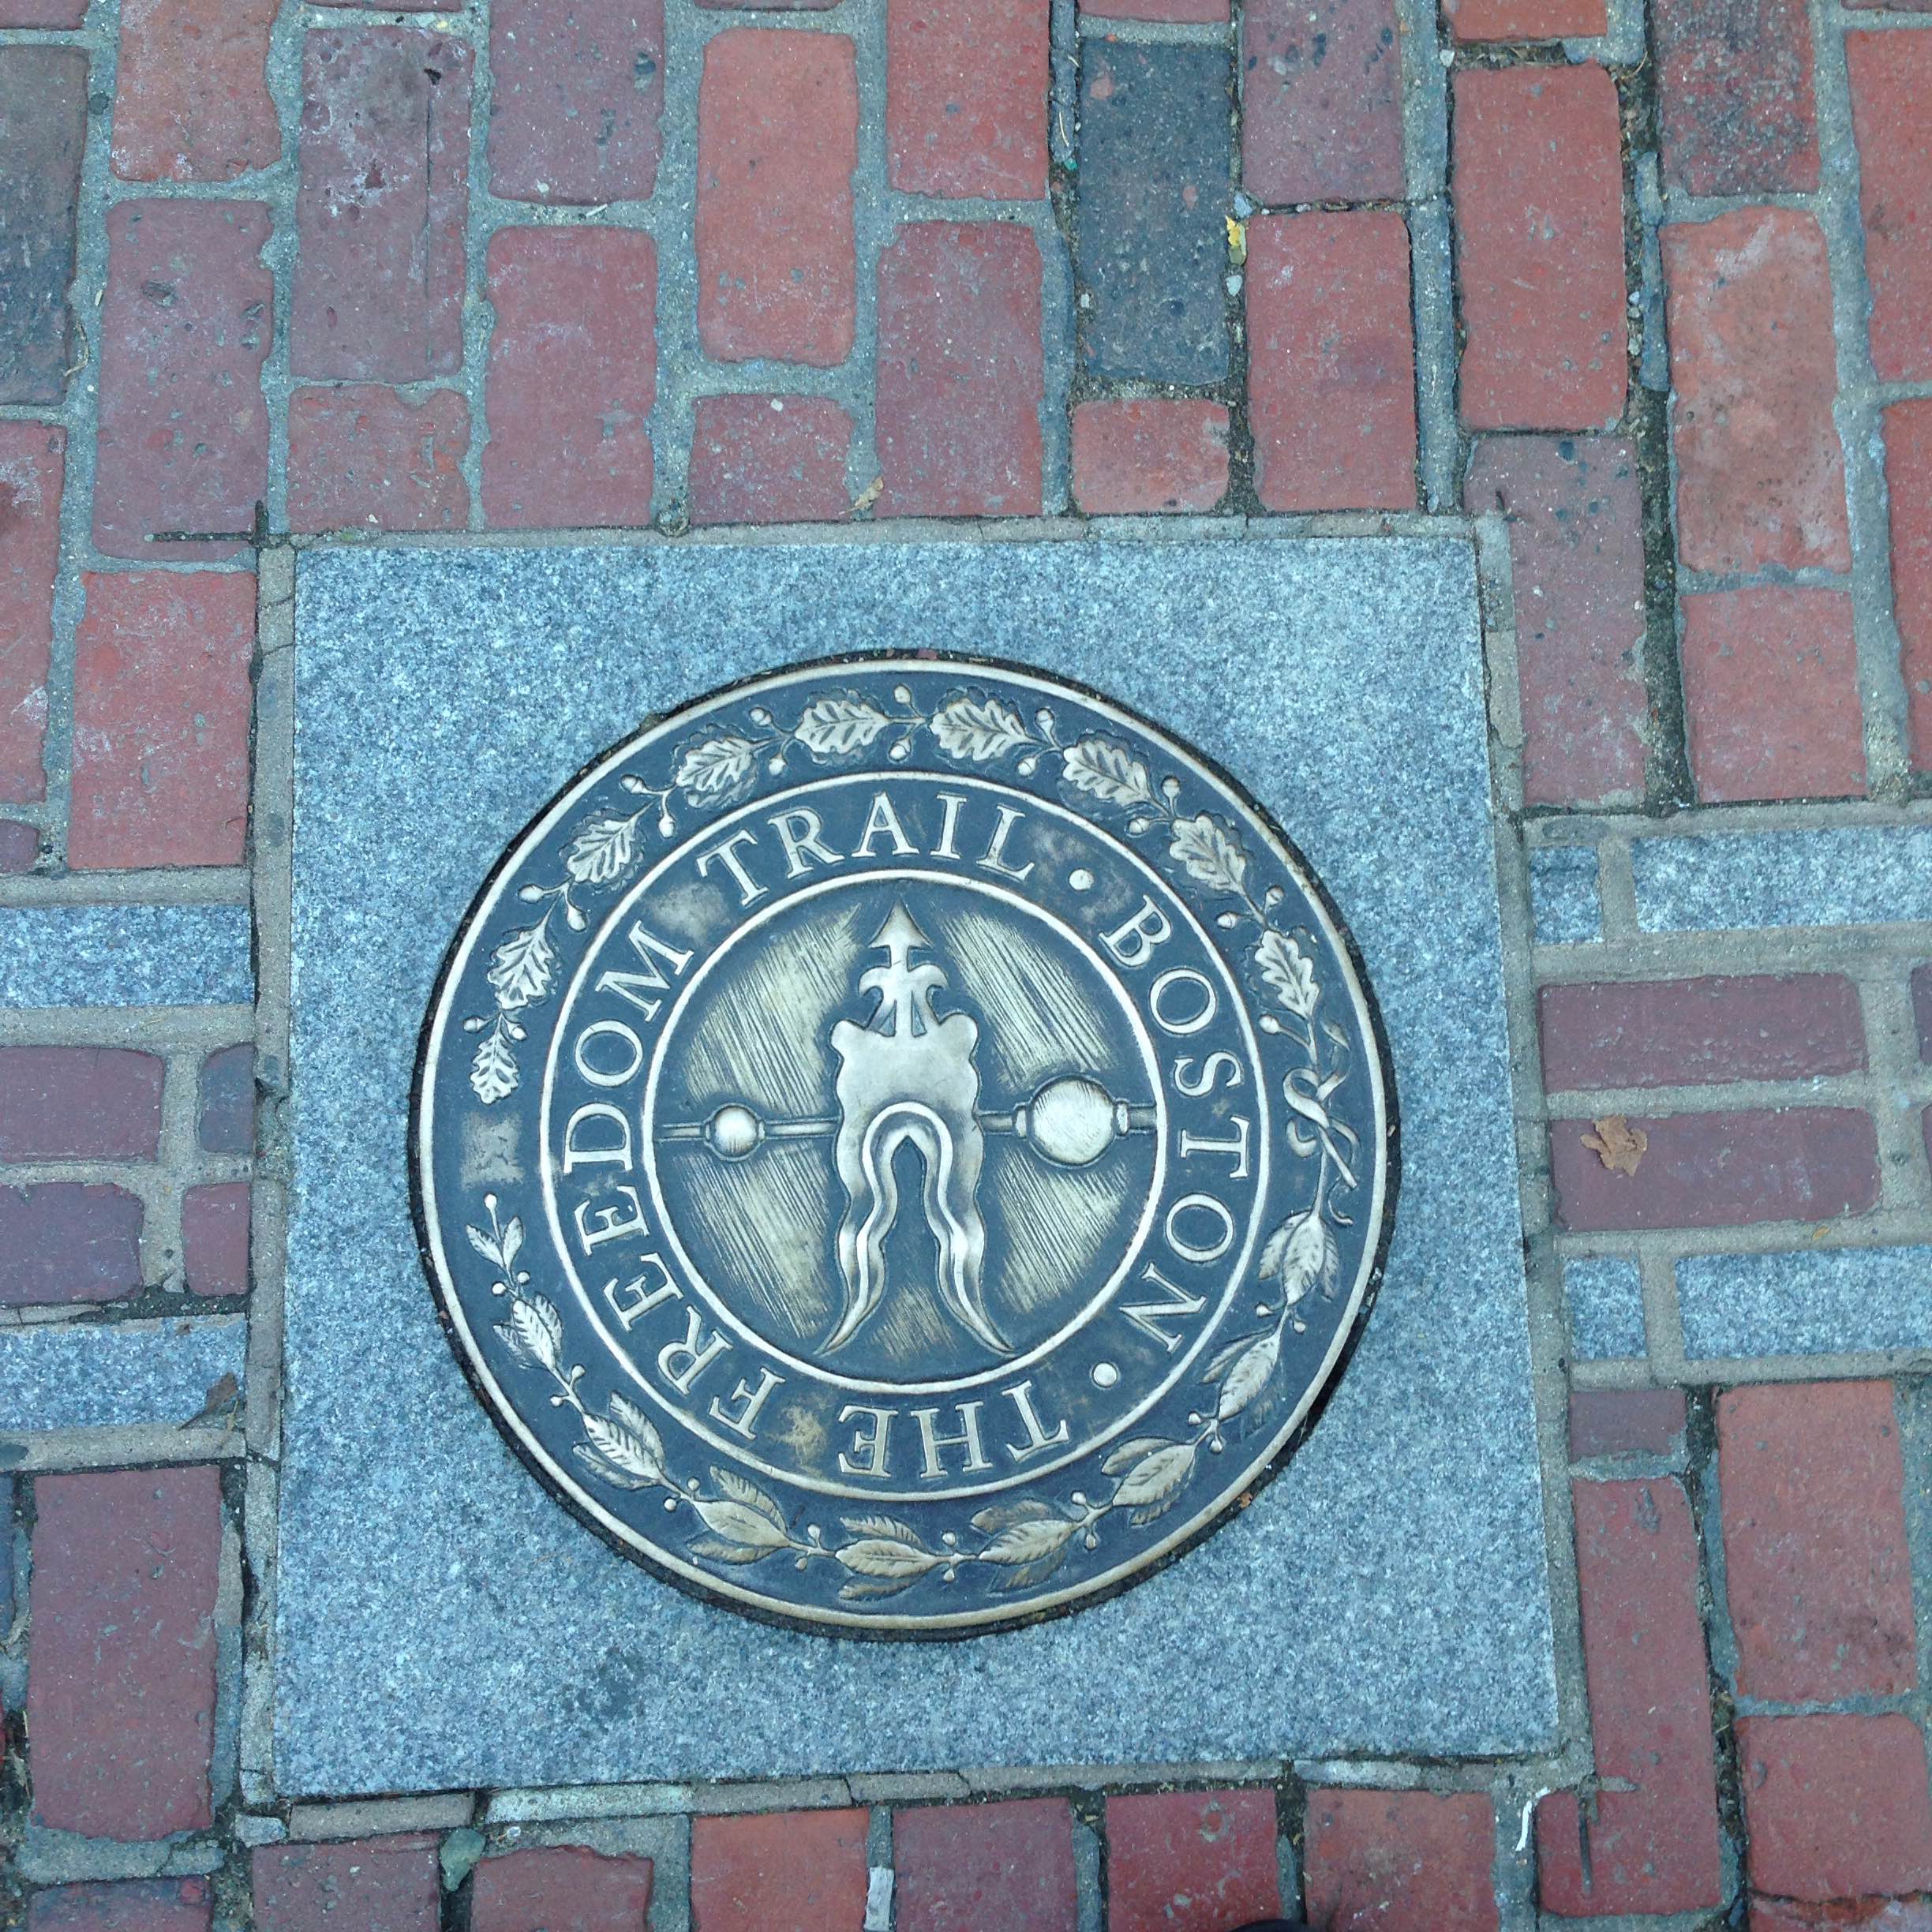 THE FREEDOM TRAIL • BOSTON •